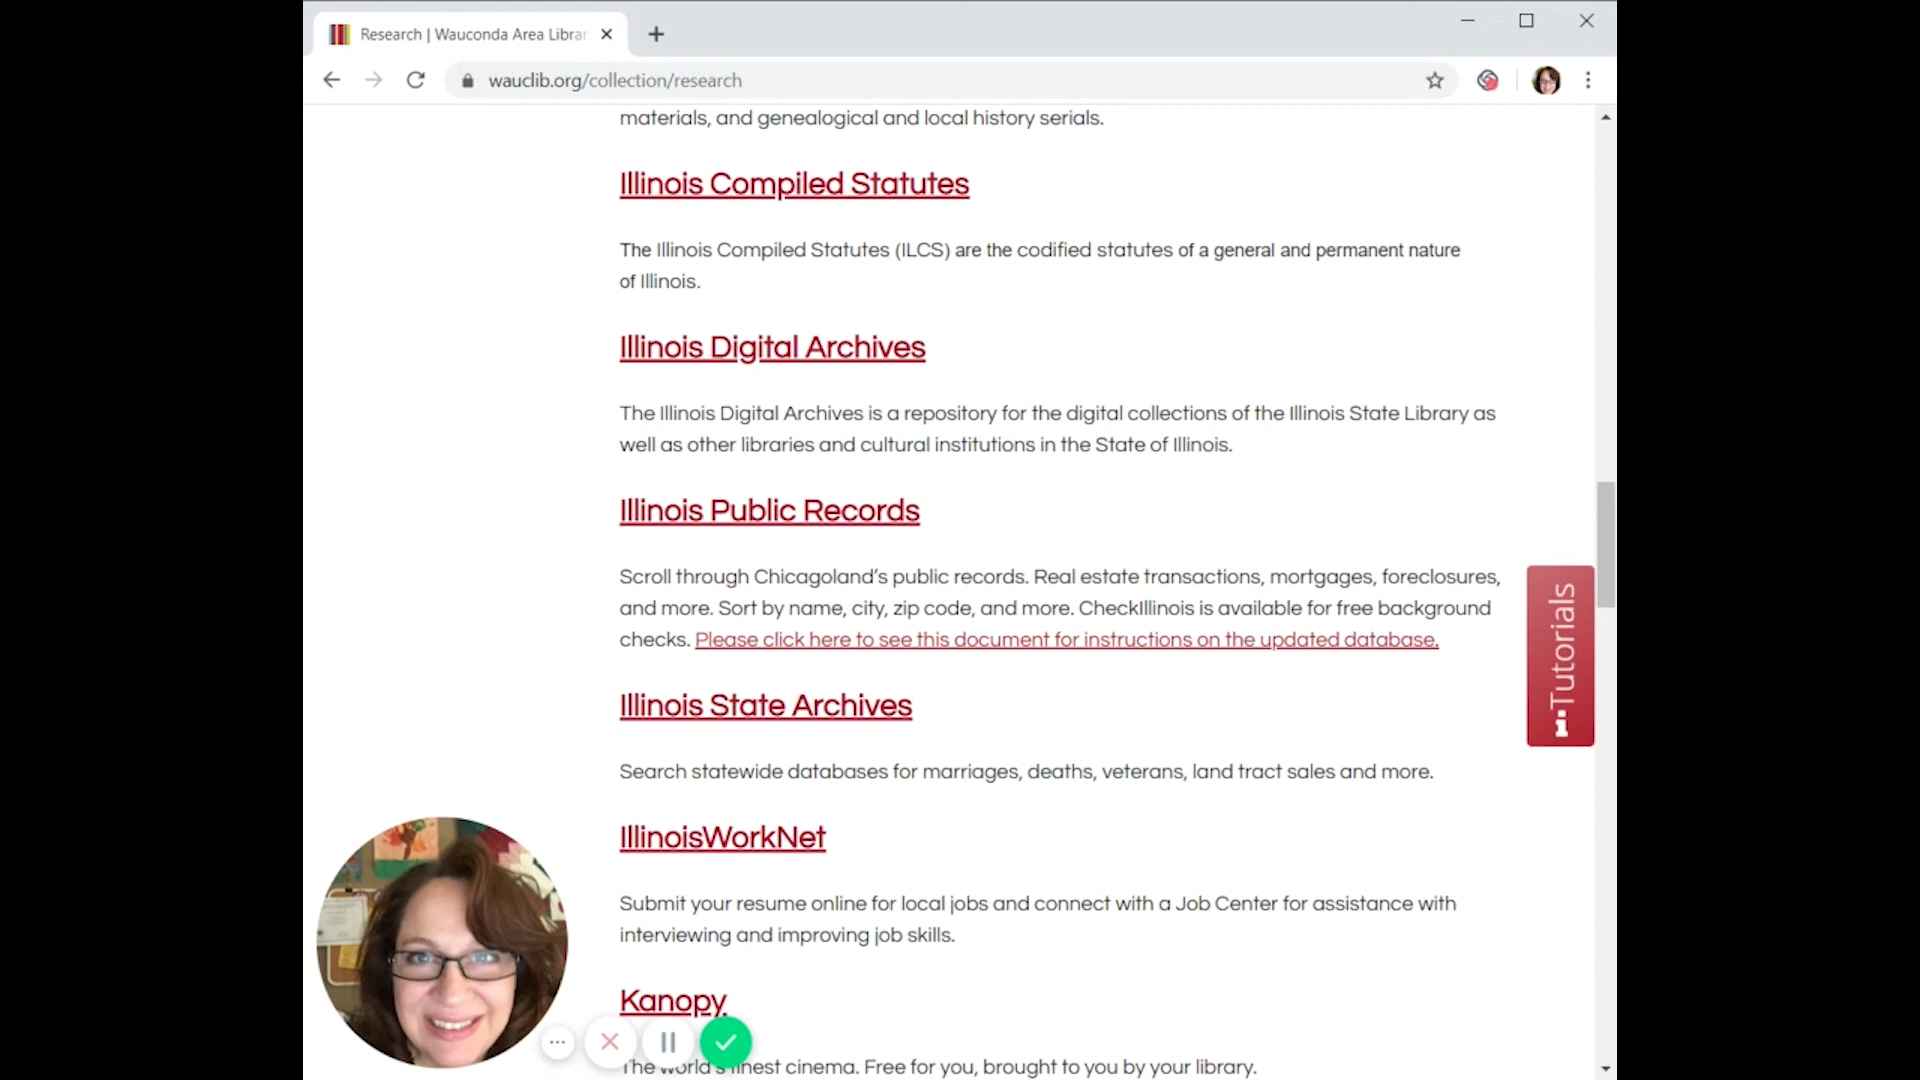 Research | Wauconda Area Librar
wauclib.org/collection/research
materials, and genealogical and local history serials.
Illinois Compiled Statutes
The Illinois Compiled Statutes (ILCS) are the codified statutes of a general and permanent nature
of Illinois.
Illinois Digital Archives
The Illinois Digital Archives is a repository for the digital collections of the Illinois State Library as
well as other libraries and cultural institutions in the State of Illinois.
Illinois Public Records
Scroll through Chicagoland's public records. Real estate transactions, mortgages, foreclosures,
and more. Sort by name, city, zip code, and more. CheckIllinois is available for free background
checks. Please click here to see this document for instructions on the updated database.
Tutorials
Illinois State Archives
Search statewide databases for marriages, deaths, veterans, land tract sales and more.
IllinoisWorkNet
Submit your resume online for local jobs and connect with a Job Center for assistance with
interviewing and improving job skills.
Kanopy
The world's finest cinema. Free for you, brought to you by your library.